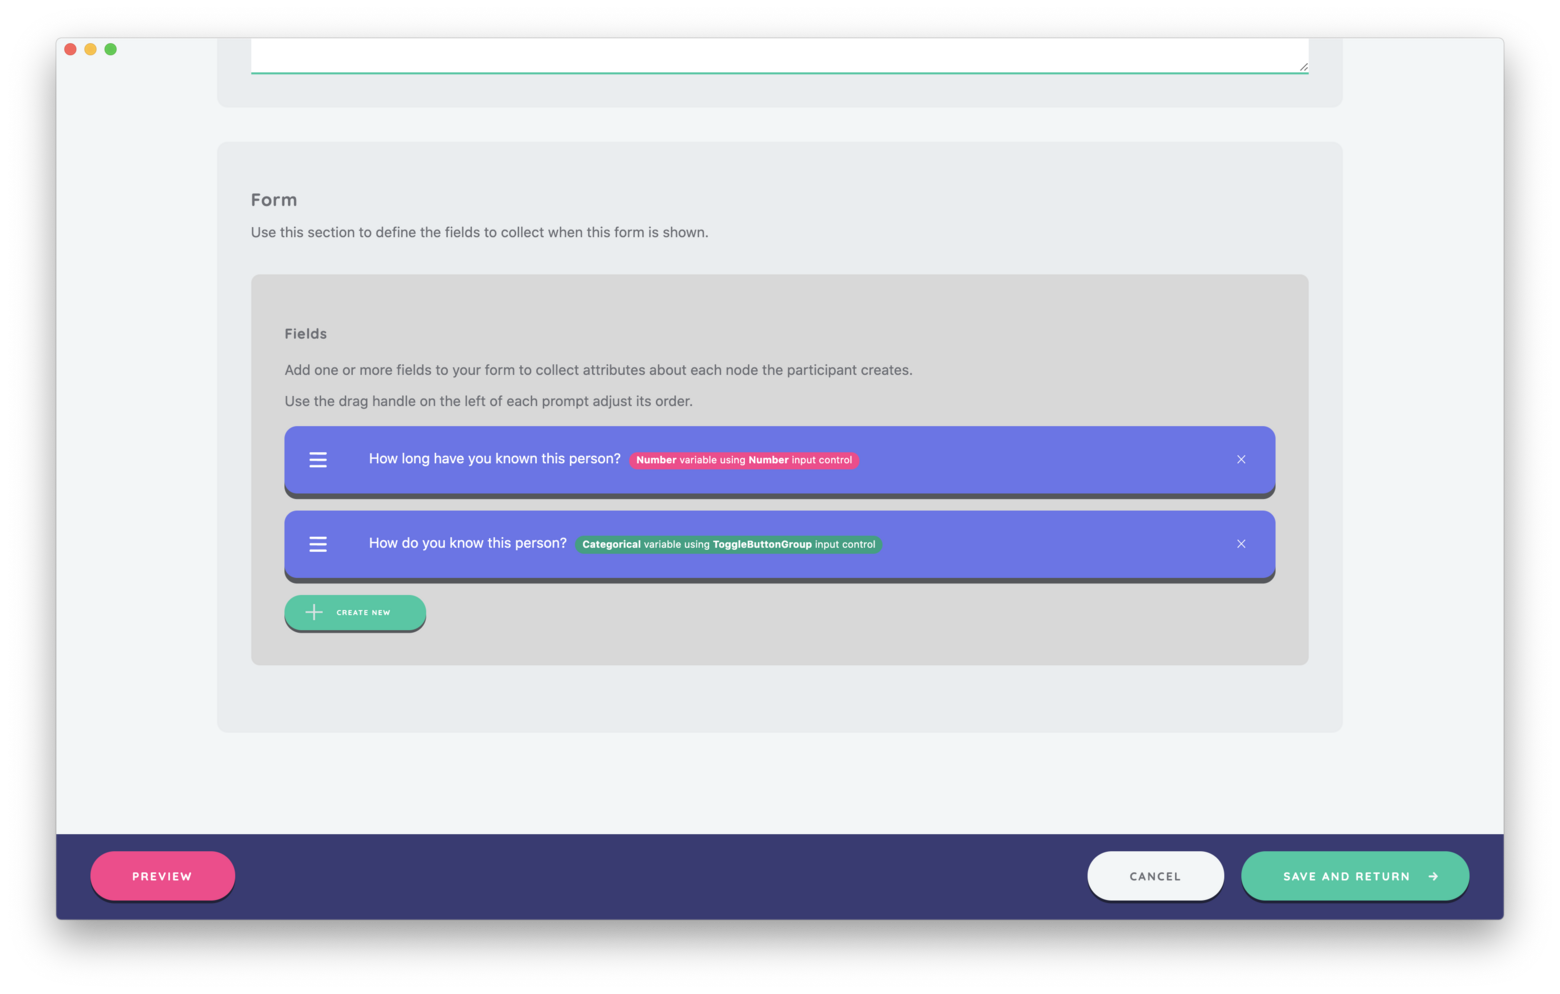 Form
Use this section to define the fields to collect when this form is shown.
Fields
Add one or more fields to your form to collect attributes about each node the participant creates.
Use the drag handle on the left of each prompt adjust its order.
How long have you known this person? Number variable using Number input control
How do you know this person? Categorical variable using ToggleButtonGroup input control
CREATE NEW
PREVIEW CANCEL SAVE AND RETURN